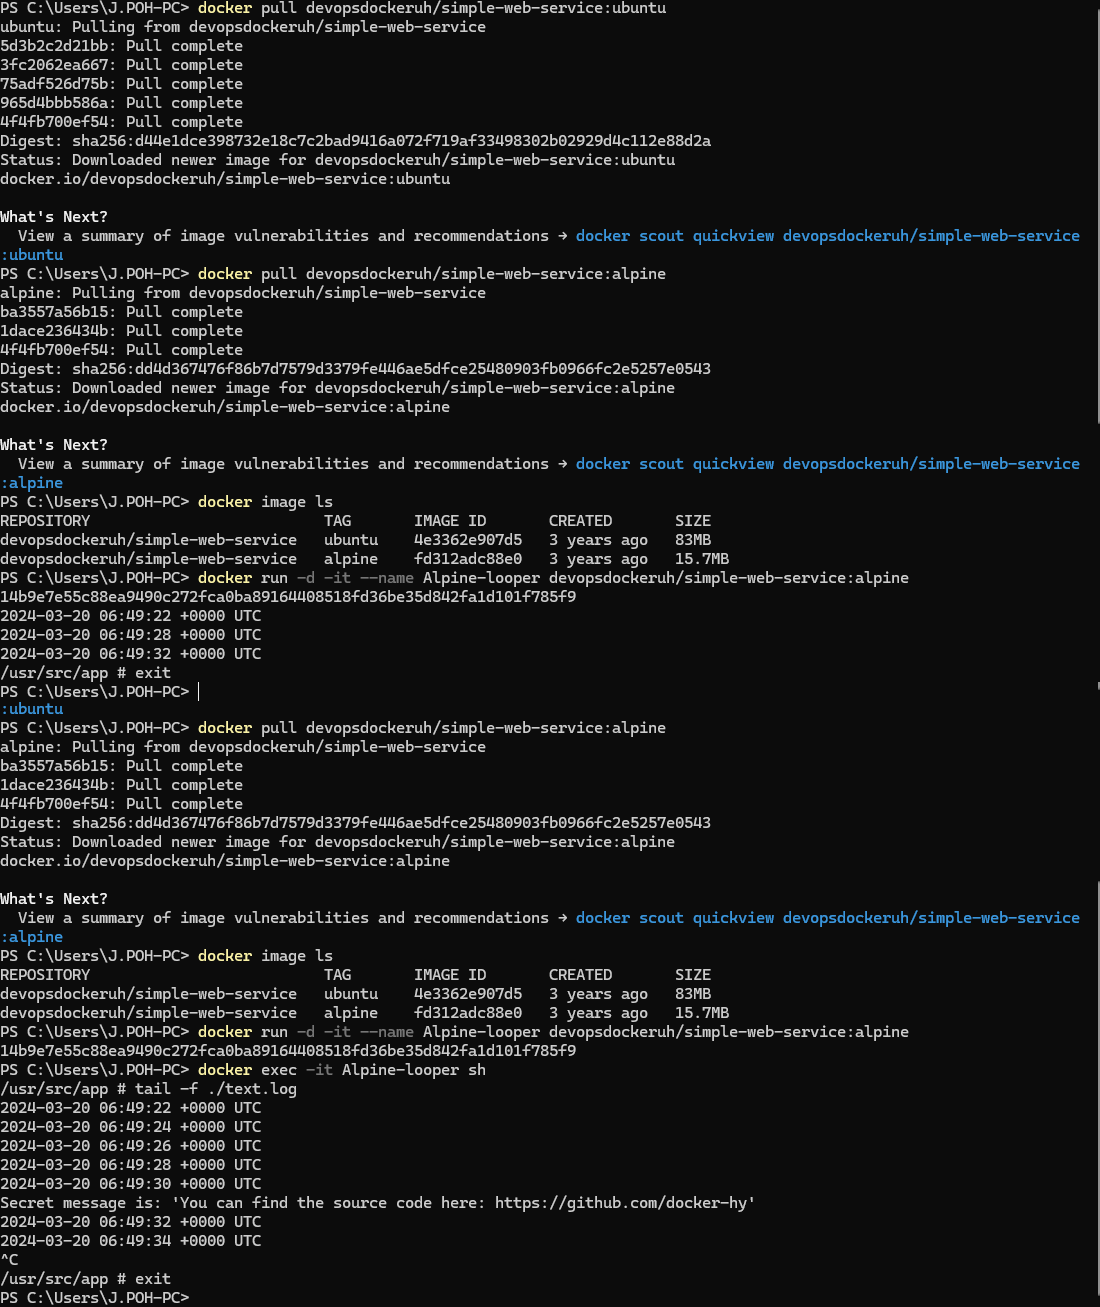 PS C:\Users\J.POH-PC> docker pull devopsdockeruh/simple-web-service:ubuntu
ubuntu: Pulling from devopsdockeruh/simple-web-service
5d3b2c2d21bb: Pull complete
3fc2062ea667: Pull complete
75adf526d75b: Pull complete
965d4bbb586a: Pull complete
4f4fb700ef54: Pull complete
Digest: sha256:d44e1dce398732e18c7c2bad9416a072f719af33498302b02929d4c112e88d2a
Status: Downloaded newer image for devopsdockeruh/simple-web-service:ubuntu
docker.io/devopsdockeruh/simple-web-service:ubuntu
What's Next?
View a summary of image vulnerabilities and recommendations → docker scout quickview devopsdockeruh/simple-web-service
:ubuntu
PS C:\Users\J.POH-PC> docker pull devopsdockeruh/simple-web-service:alpine
alpine: Pulling from devopsdockeruh/simple-web-service
ba3557a56b15: Pull complete
1dace236434b: Pull complete
4f4fb700ef54: Pull complete
Digest: sha256:dd4d367476f86b7d7579d3379fe446ae5dfce25480903fb0966fc2e5257e0543
Status: Downloaded newer image for devopsdockeruh/simple-web-service:alpine
docker.io/devopsdockeruh/simple-web-service:alpine
What's Next?
View a summary of image vulnerabilities and recommendations → docker scout quickview devopsdockeruh/simple-web-service
:alpine
PS C:\Users\J.POH-PC> docker image ls
REPOSITORY TAG IMAGE ID CREATED SIZE
devopsdockeruh/simple-web-service ubuntu 4e3362e907d5 3 years ago 83MB
devopsdockeruh/simple-web-service alpine fd312adc88e0 3 years ago 15.7MB
PS C:\Users\J.POH-PC> docker run -d -it --name Alpine-looper devopsdockeruh/simple-web-service:alpine
14b9e7e55c88ea9490c272fca0ba89164408518fd36be35d842fa1d101f785f9
2024-03-20 06:49:22 +0000 UTC
2024-03-20 06:49:28 +0000 UTC
2024-03-20 06:49:32 +0000 UTC
/usr/src/app # exit
PS C:\Users\J.POH-PC>
:ubuntu
PS C:\Users\J.POH-PC> docker pull devopsdockeruh/simple-web-service:alpine
alpine: Pulling from devopsdockeruh/simple-web-service
ba3557a56b15: Pull complete
1dace236434b: Pull complete
4f4fb700ef54: Pull complete
Digest: sha256:dd4d367476f86b7d7579d3379fe446ae5dfce25480903fb0966fc2e5257e0543
Status: Downloaded newer image for devopsdockeruh/simple-web-service:alpine
docker.io/devopsdockeruh/simple-web-service:alpine
What's Next?
View a summary of image vulnerabilities and recommendations → docker scout quickview devopsdockeruh/simple-web-service
:alpine
PS C:\Users\J.POH-PC> docker image ls
REPOSITORY TAG IMAGE ID CREATED SIZE
devopsdockeruh/simple-web-service ubuntu 4e3362e907d5 3 years ago 83MB
devopsdockeruh/simple-web-service alpine fd312adc88e0 3 years ago 15.7MB
PS C:\Users\J.POH-PC> docker run -d -it --name Alpine-looper devopsdockeruh/simple-web-service:alpine
14b9e7e55c88ea9490c272fca0ba89164408518fd36be35d842fa1d101f785f9
PS C:\Users\J.POH-PC> docker exec -it Alpine-looper sh
/usr/src/app # tail -f ./text.log
2024-03-20 06:49:22 +0000 UTC
2024-03-20 06:49:24 +0000 UTC
2024-03-20 06:49:26 +0000 UTC
2024-03-20 06:49:28 +0000 UTC
2024-03-20 06:49:30 +0000 UTC
Secret message is: 'You can find the source code here: https://github.com/docker-hy'
2024-03-20 06:49:32 +0000 UTC
2024-03-20 06:49:34 +0000 UTC
^C
/usr/src/app # exit
PS C:\Users\J.POH-PC>